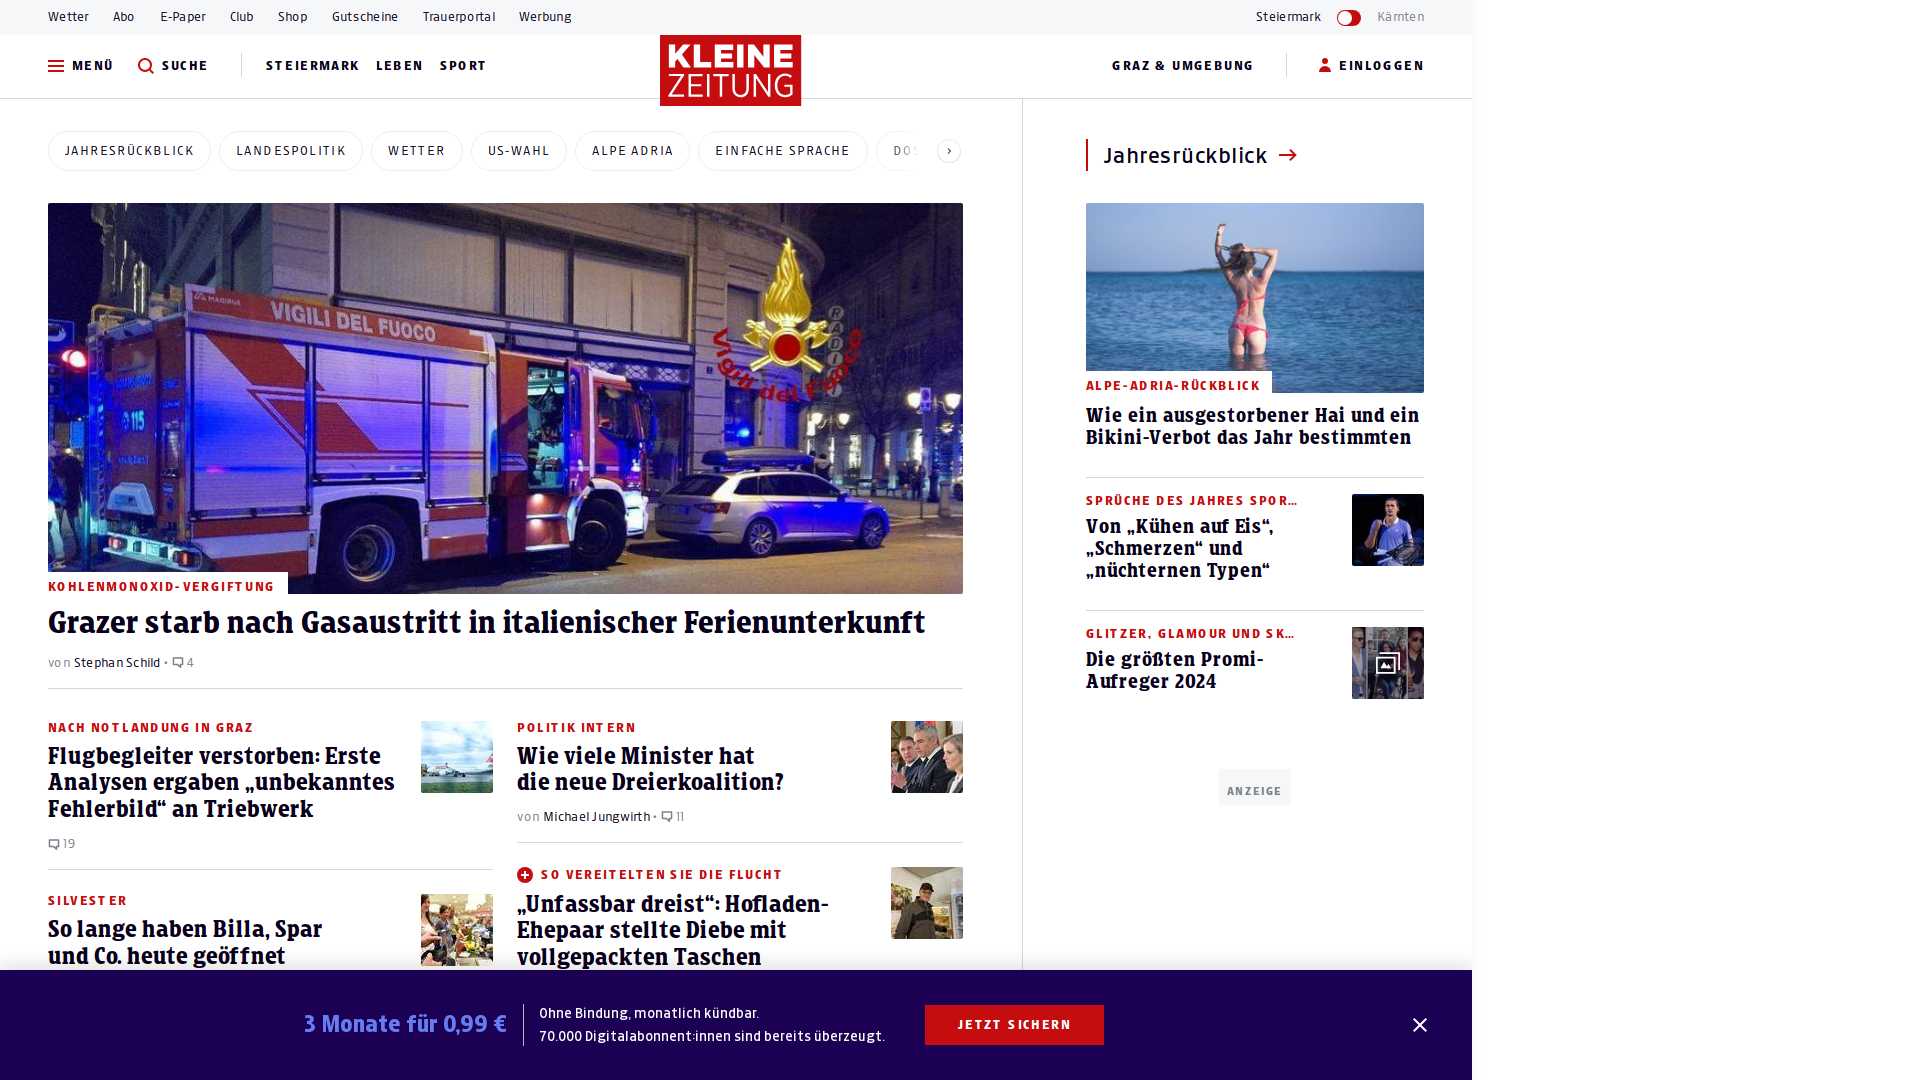 Wetter Abo E-Paper Club Shop Gutscheine Trauerportal Werbung Steiermark Kärnten
MENÜ SUCHE STEIERMARK LEBEN SPORT KLEINE ZEITUNG GRAZ & UMGEBUNG EINLOGGEN
JAHRESRÜCKBLICK LANDESPOLITIK WETTER US-WAHL ALPE ADRIA EINFACHE SPRACHE
VIGILI DEL FUOCO
MAGIRUS
115
Vigili del Fuoco
KOHLENMONOXID-VERGIFTUNG
Grazer starb nach Gasaustritt in italienischer Ferienunterkunft
von Stephan Schild • 4
NACH NOTLANDUNG IN GRAZ
Flugbegleiter verstorben: Erste
Analysen ergaben „unbekanntes
Fehlerbild“ an Triebwerk
19
SILVESTER
So lange haben Billa, Spar
und Co. heute geöffnet
POLITIK INTERN
Wie viele Minister hat
die neue Dreierkoalition?
von Michael Jungwirth • 11
SO VEREITELTEN SIE DIE FLUCHT
„Unfassbar dreist“: Hofladen-
Ehepaar stellte Diebe mit
vollgepackten Taschen
Jahresrückblick
ALPE-ADRIA-RÜCKBLICK
Wie ein ausgestorbener Hai und ein
Bikini-Verbot das Jahr bestimmten
SPRÜCHE DES JAHRES SPOR...
Von „Kühen auf Eis“,
„Schmerzen“ und
„nüchternen Typen“
GLITZER, GLAMOUR UND SK...
Die größten Promi-
Aufreger 2024
ANZEIGE
3 Monate für 0,99 €
Ohne Bindung, monatlich kündbar.
70.000 Digitalabonnent:innen sind bereits überzeugt.
JETZT SICHERN